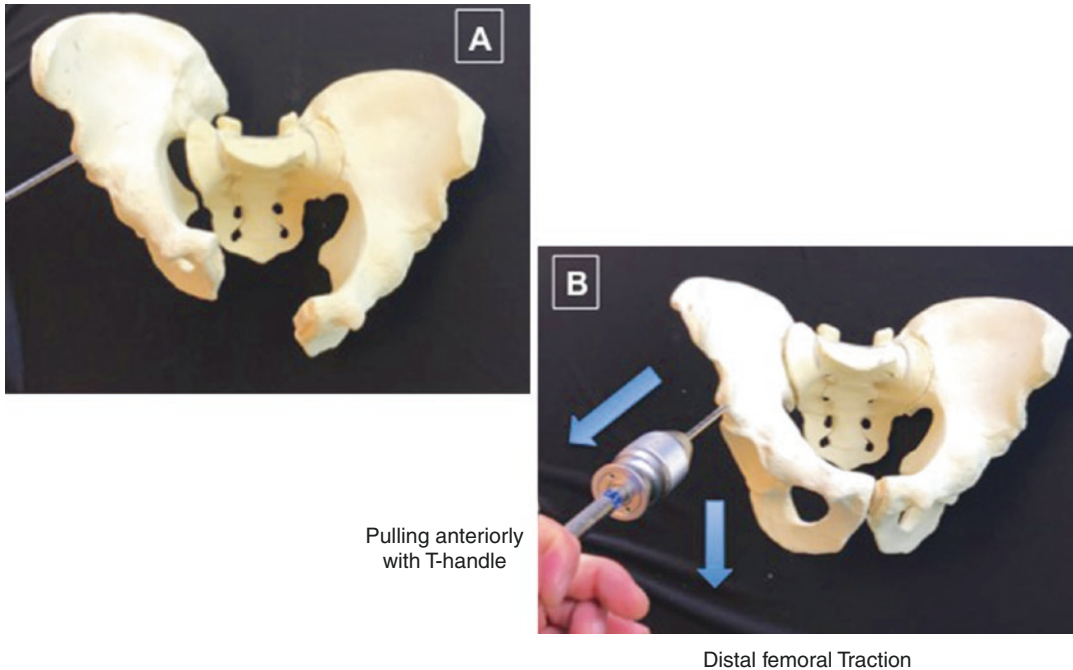 A
B
Pulling anteriorly
with T-handle
Distal femoral Traction